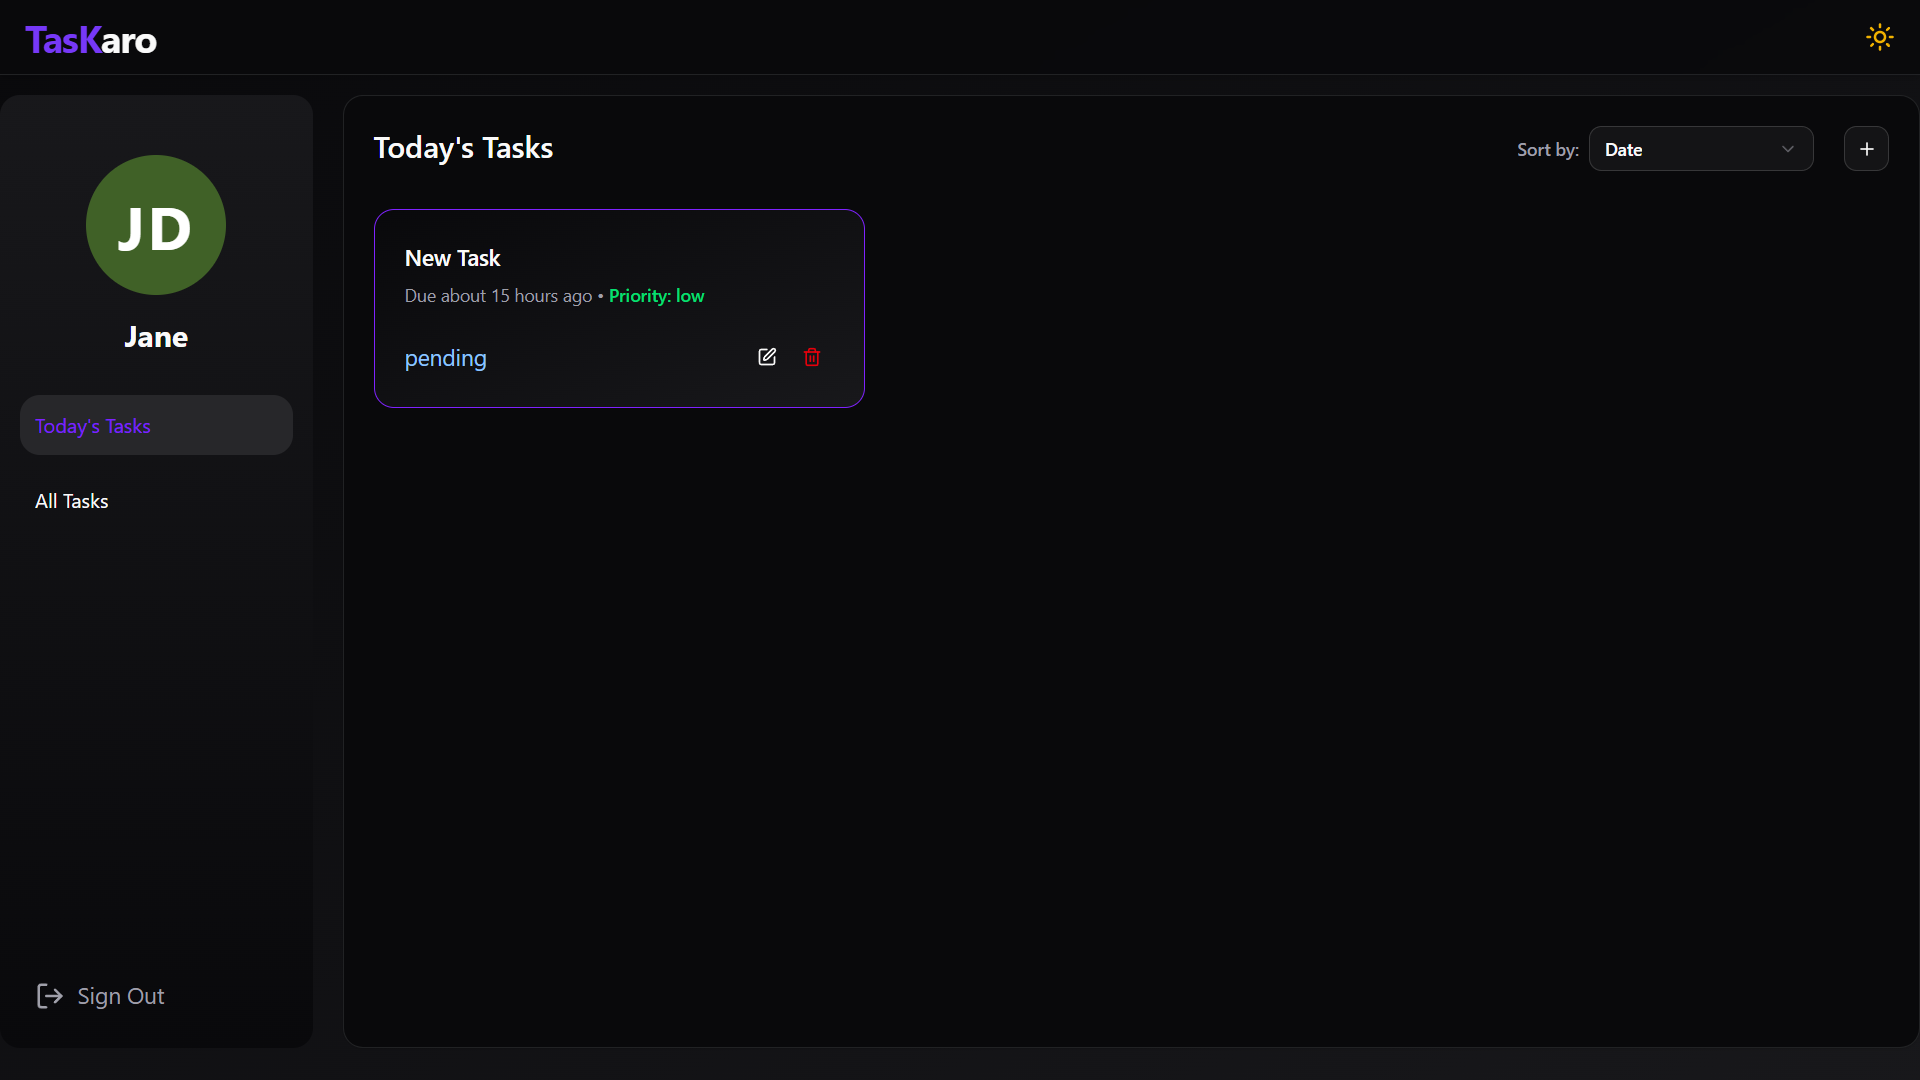 TasKaro
JD
Jane
Today's Tasks
All Tasks
Sign Out
Today's Tasks
Sort by: Date
New Task
Due about 15 hours ago • Priority: low
pending